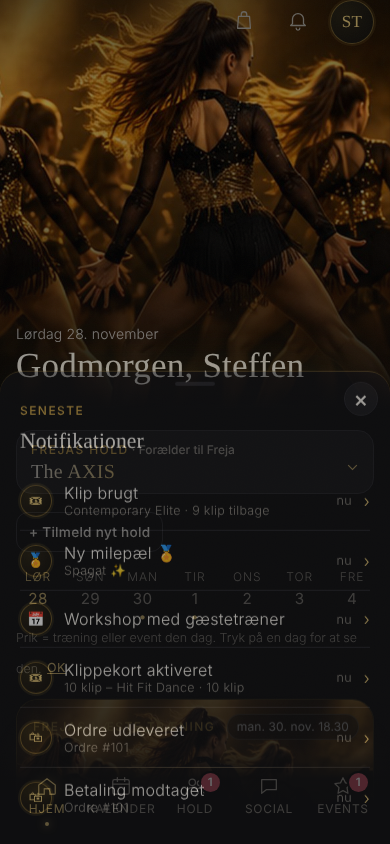 ST
Lørdag 28. november
Godmorgen, Steffen
SENESTE
Notifikationer
FREJAS HOLD · Forælder til Freja
The AXIS
Klip brugt
Contemporary Elite · 9 klip tilbage
nu
+ Tilmeld nyt hold
Ny milepæl 🏅
Spagat ✨
nu
LØR SØN MAN TIR ONS TOR FRE
28 29 30 1 2 3 4
Workshop med gæstetræner
nu
Prik = træning eller event den dag. Tryk på en dag for at se
den. OK
Klippekort aktiveret
10 klip – Hit Fit Dance · 10 klip
nu
man. 30. nov. 18.30
Ordre udleveret
Ordre #101
nu
Betaling modtaget
Ordre #101
nu
1
1
HJEM KALENDER HOLD SOCIAL EVENTS